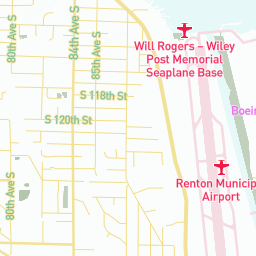 80th Ave S
84th Ave S
85th Ave S
Will Rogers – Wiley
Post Memorial
Seaplane Base
S 118th St
S 120th St
Boei
Renton Municip
Airport
80th Ave S